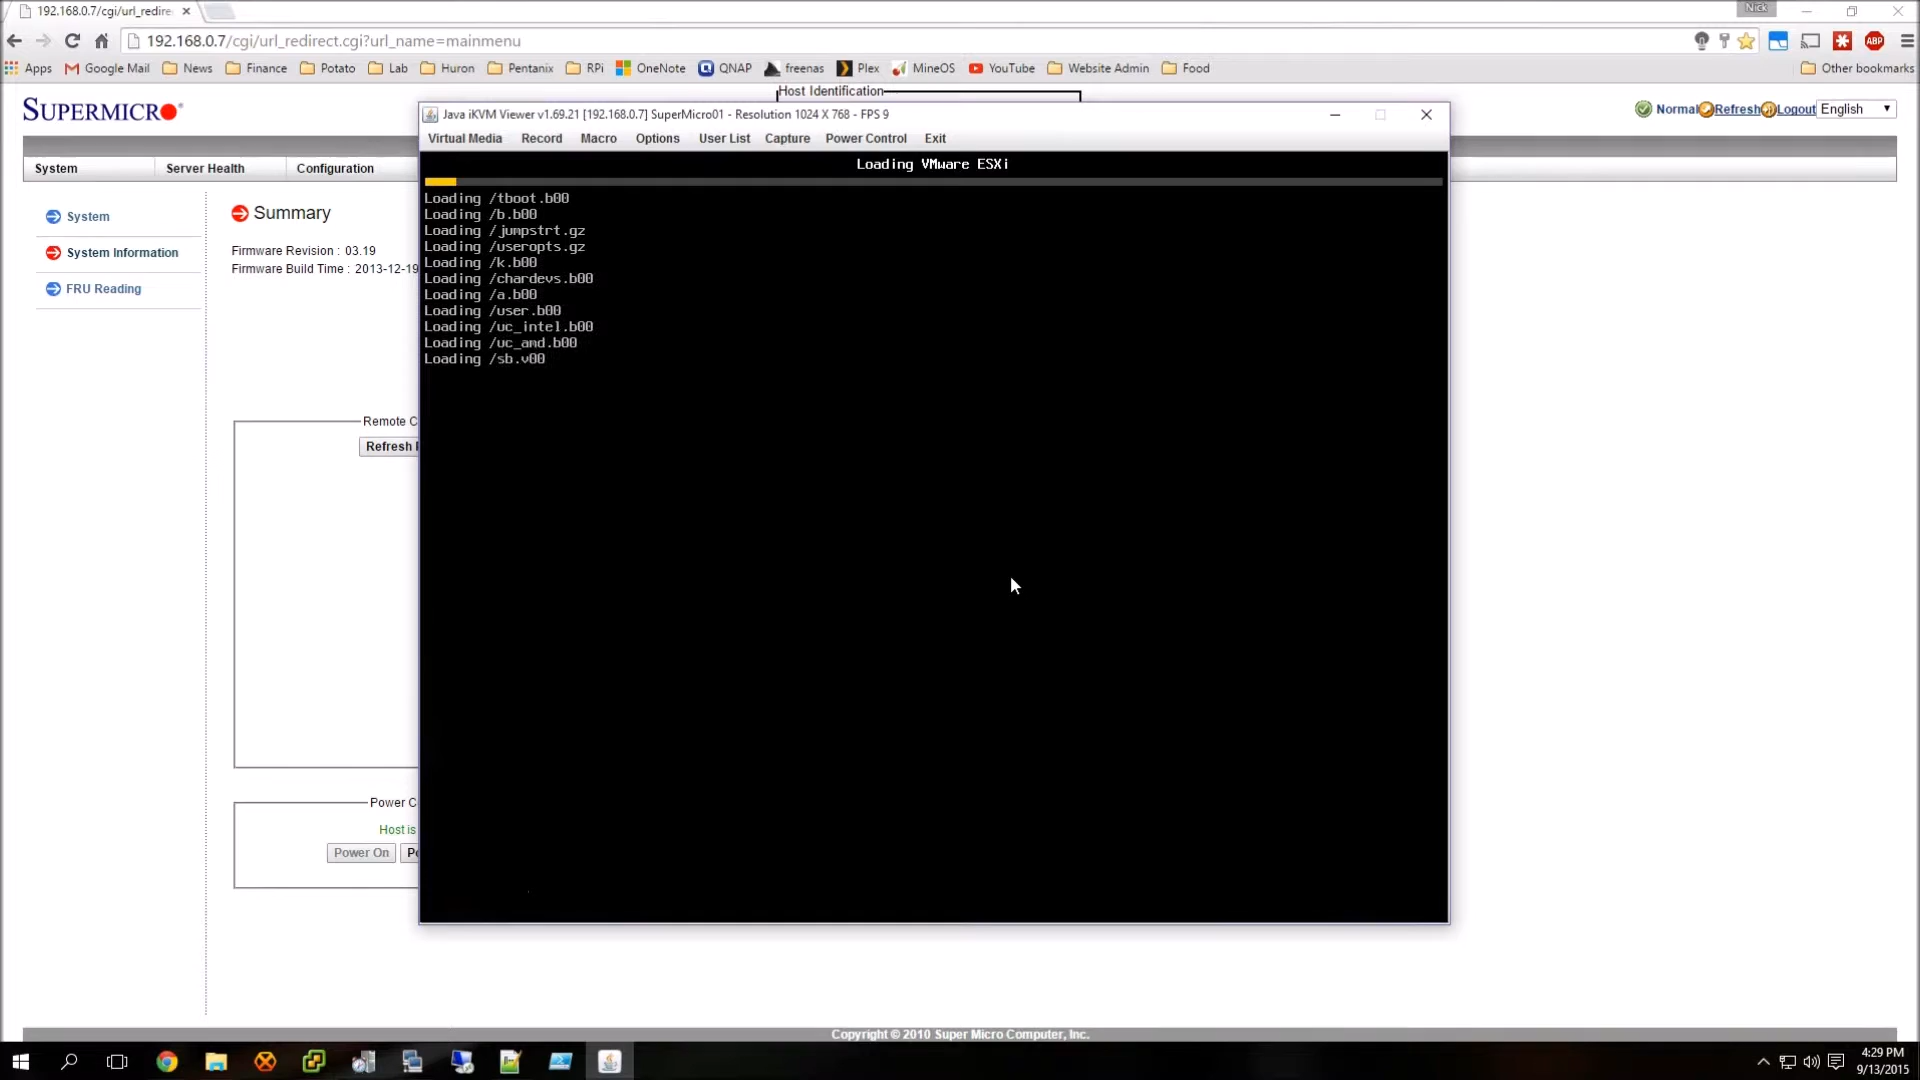 192.168.0.7/cgi/url_redire
Nick
192.168.0.7/cgi/url_redirect.cgi?url_name=mainmenu
ABP
Apps Google Mail News Finance Potato Lab Huron Pentanix RPi OneNote QNAP freenas Plex MineOS YouTube Website Admin Food Other bookmarks
Host Identification
SUPERMICRO
Normal Refresh Logout English
Java iKVM Viewer v1.69.21 [192.168.0.7] SuperMicro01 - Resolution 1024 X 768 - FPS 9
Virtual Media Record Macro Options User List Capture Power Control Exit
System Server Health Configuration
Loading VMware ESXi
Loading /tboot.b00
Loading /b.b00
Loading /jumpstrt.gz
Loading /useropts.gz
Loading /k.b00
Loading /chardevs.b00
Loading /a.b00
Loading /user.b00
Loading /uc_intel.b00
Loading /uc_amd.b00
Loading /sb.v00
System
System Information
FRU Reading
Summary
Firmware Revision : 03.19
Firmware Build Time : 2013-12-19
Remote C
Refresh
Power C
Host is
Power On
Copyright © 2010 Super Micro Computer, Inc.
4:29 PM
9/13/2015